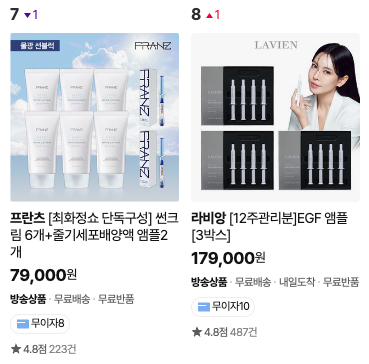 7 ▼1
물광 선블럭
FRANZ
FRANZ
FRANZ
FRANZ
FRANZ
FRANZ
프란츠 [최화정쇼 단독구성] 썬크
림 6개+줄기세포배양액 앰플2
개
79,000원
방송상품 · 무료배송 · 무료반품
무이자8
★4.8점 223건
8 ▲1
LAVIEN
라비앙 [12주관리분]EGF 앰플
[3박스]
179,000원
방송상품 · 무료배송 · 내일도착 · 무료반품
무이자10
★4.8점 487건